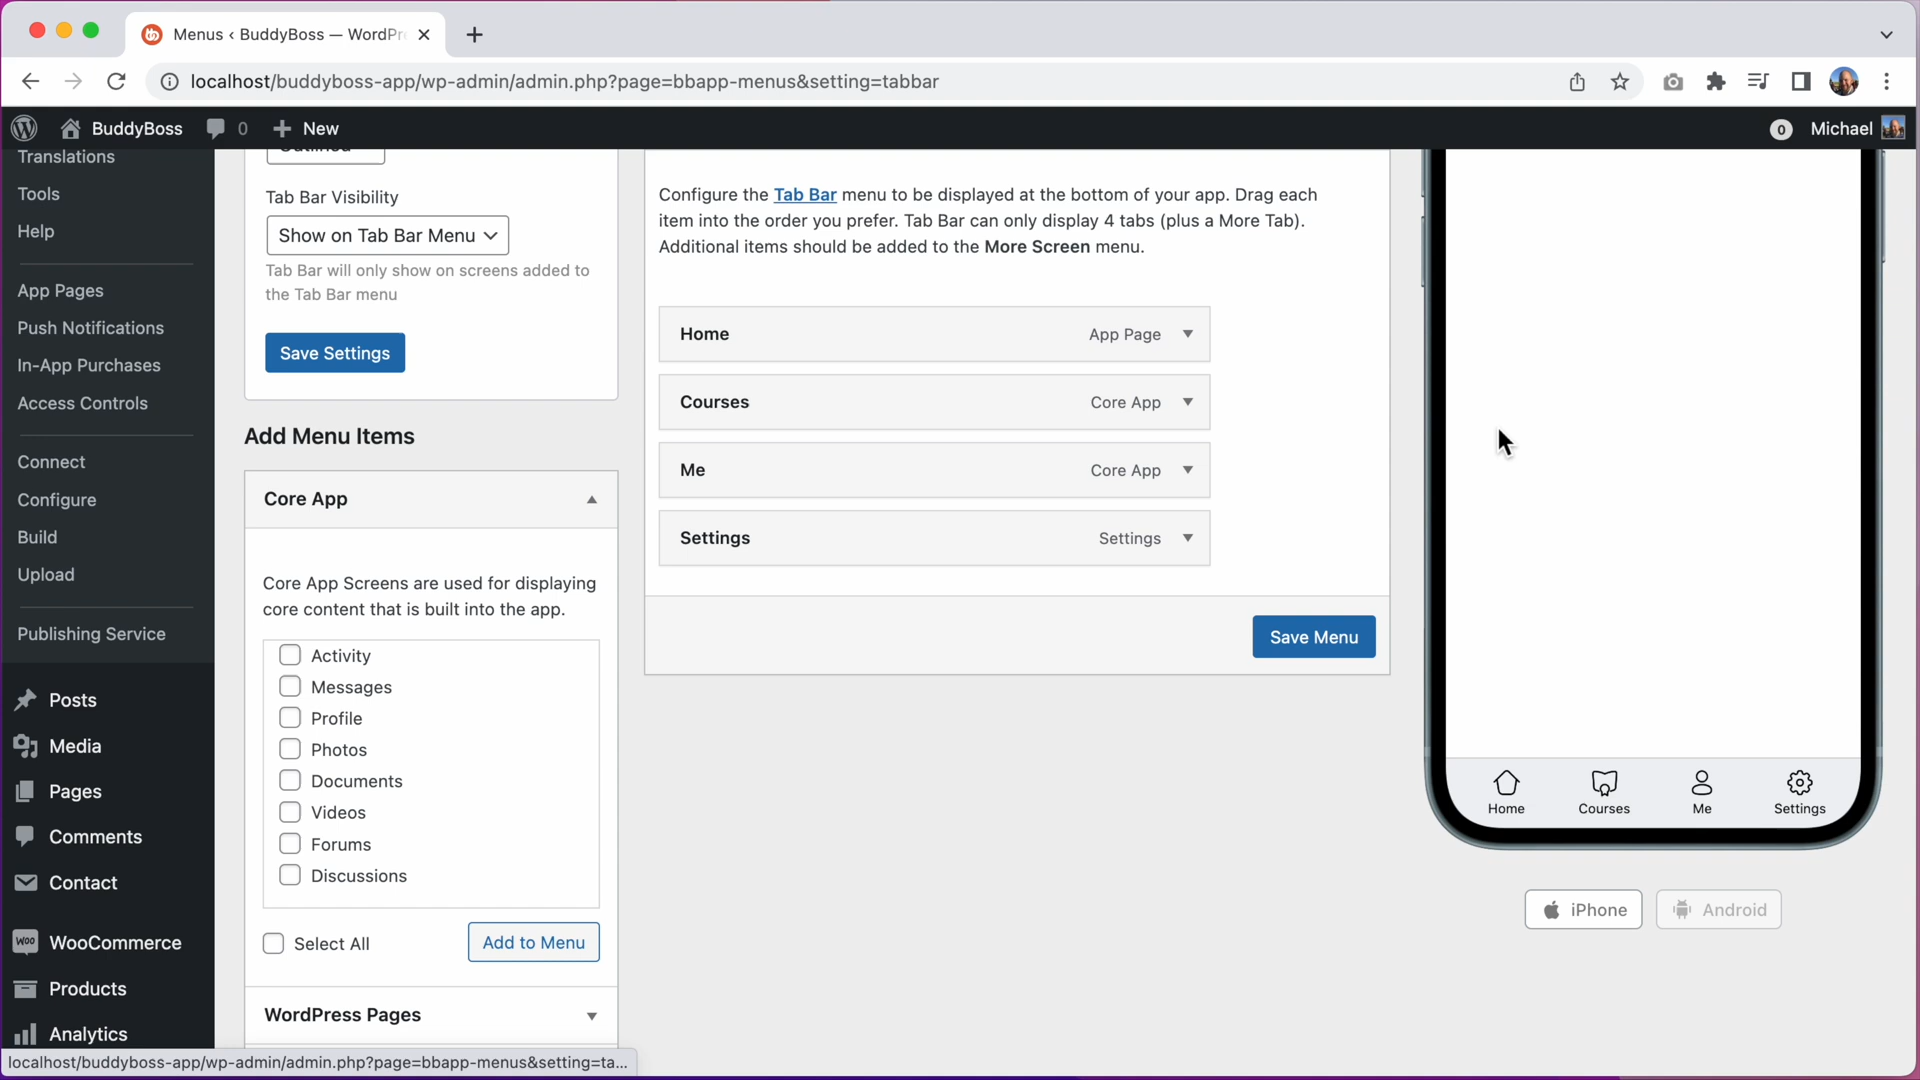 Menus ‹ BuddyBoss — WordPr
localhost/buddyboss-app/wp-admin/admin.php?page=bbapp-menus&setting=tabbar
BuddyBoss
0
New
0
Michael
Translations
Tools
Help
App Pages
Push Notifications
In-App Purchases
Access Controls
Connect
Configure
Build
Upload
Publishing Service
Posts
Media
Pages
Comments
Contact
WooCommerce
Products
Analytics
Outlined
Tab Bar Visibility
Show on Tab Bar Menu
Tab Bar will only show on screens added to
the Tab Bar menu
Save Settings
Add Menu Items
Core App
Core App Screens are used for displaying
core content that is built into the app.
Activity
Messages
Profile
Photos
Documents
Videos
Forums
Discussions
Select All
Add to Menu
WordPress Pages
Configure the Tab Bar menu to be displayed at the bottom of your app. Drag each
item into the order you prefer. Tab Bar can only display 4 tabs (plus a More Tab).
Additional items should be added to the More Screen menu.
Home App Page
Courses Core App
Me Core App
Settings Settings
Save Menu
Home
Courses
Me
Settings
iPhone
Android
localhost/buddyboss-app/wp-admin/admin.php?page=bbapp-menus&setting=ta...